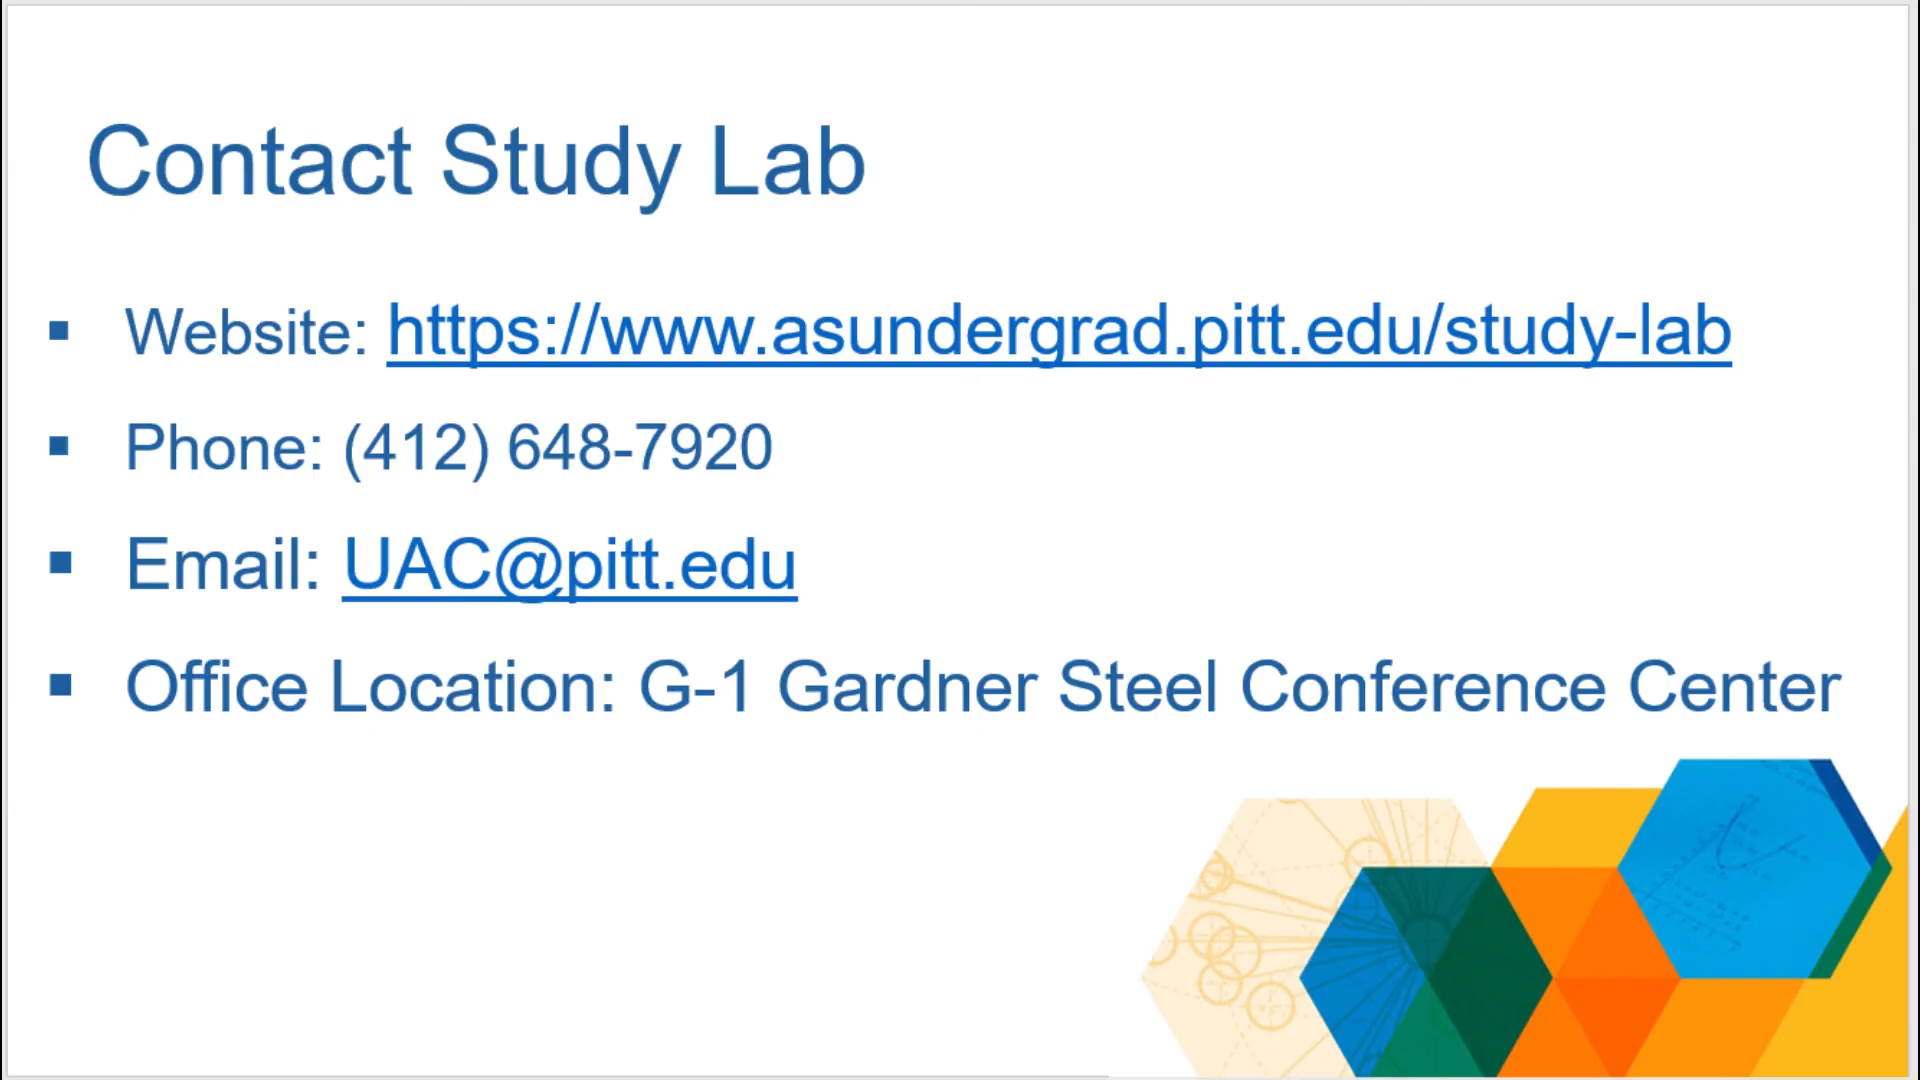 Contact Study Lab
▪ Website: https://www.asundergrad.pitt.edu/study-lab
▪ Phone: (412) 648-7920
▪ Email: UAC@pitt.edu
▪ Office Location: G-1 Gardner Steel Conference Center